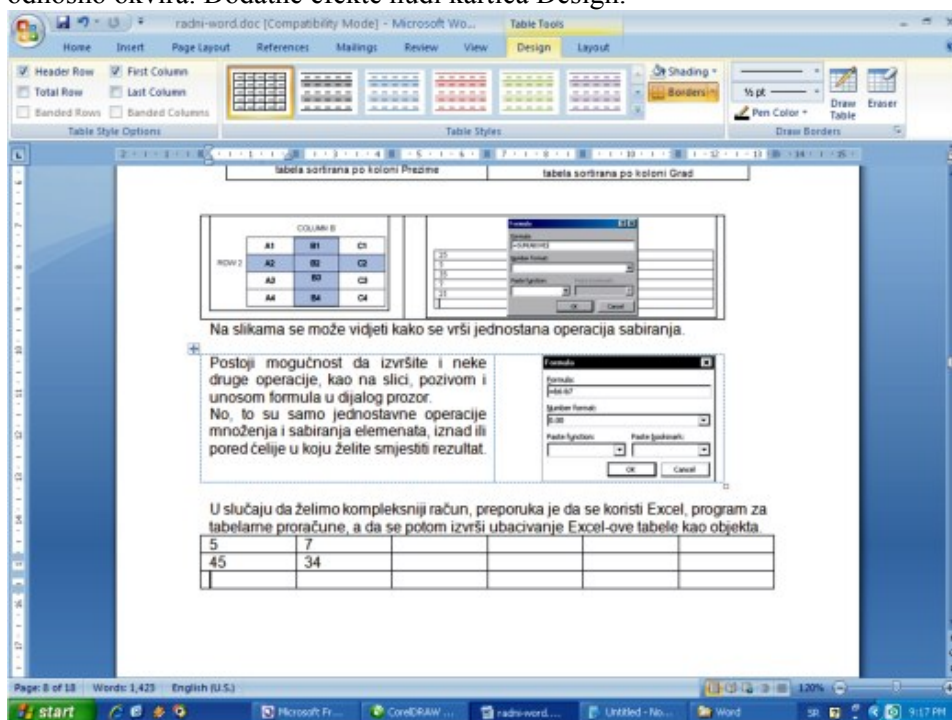 odnosno okvira. Dodatne efekte nudi kartica Design.
radni-word.doc [Compatibility Mode] - Microsoft Wo...
Table Tools
Home Insert Page Layout References Mailings Review View Design Layout
Header Row First Column
Total Row Last Column
Banded Rows Banded Columns
Shading
Borders
½ pt
Pen Color
Draw Table
Eraser
Table Style Options
Table Styles
Draw Borders
tabela sortirana po koloni Prezime
tabela sortirana po koloni Grad
COLUMN B
A1 B1 C1
ROW 2 A2 B2 C2
A3 B3 C3
A4 B4 C4
Formula
Formula:
Number format:
Paste function:
OK Cancel
Na slikama se može vidjeti kako se vrši jednostana operacija sabiranja.
Postoji mogućnost da izvršite i neke
druge operacije, kao na slici, pozivom i
unosom formula u dijalog prozor.
No, to su samo jednostavne operacije
množenja i sabiranja elemenata, iznad ili
pored ćelije u koju želite smjestiti rezultat.
Formula
Formula:
Number format:
0.00
Paste function: Paste bookmark:
OK Cancel
U slučaju da želimo kompleksniji račun, preporuka je da se koristi Excel, program za
tabelarne proračune, a da se potom izvrši ubacivanje Excel-ove tabele kao objekta.
5 7
45 34
Page: 8 of 18 Words: 1,423 English (U.S.) 120%
start Microsoft Fr... CorelDRAW ... radni-word.... Untitled - No... Word SR 9:17 PM